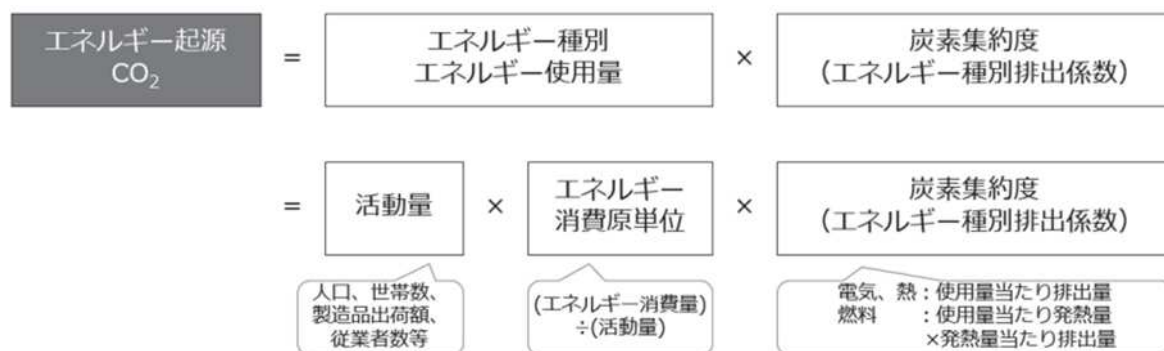 エネルギー起源
CO₂
=
エネルギー種別
エネルギー使用量
×
炭素集約度
(エネルギー種別排出係数)
=
活動量
×
エネルギー
消費原単位
×
炭素集約度
(エネルギー種別排出係数)
人口、世帯数、
製造品出荷額、
従業者数等
(エネルギー消費量)
÷(活動量)
電気、熱:使用量当たり排出量
燃料　　:使用量当たり発熱量
×発熱量当たり排出量